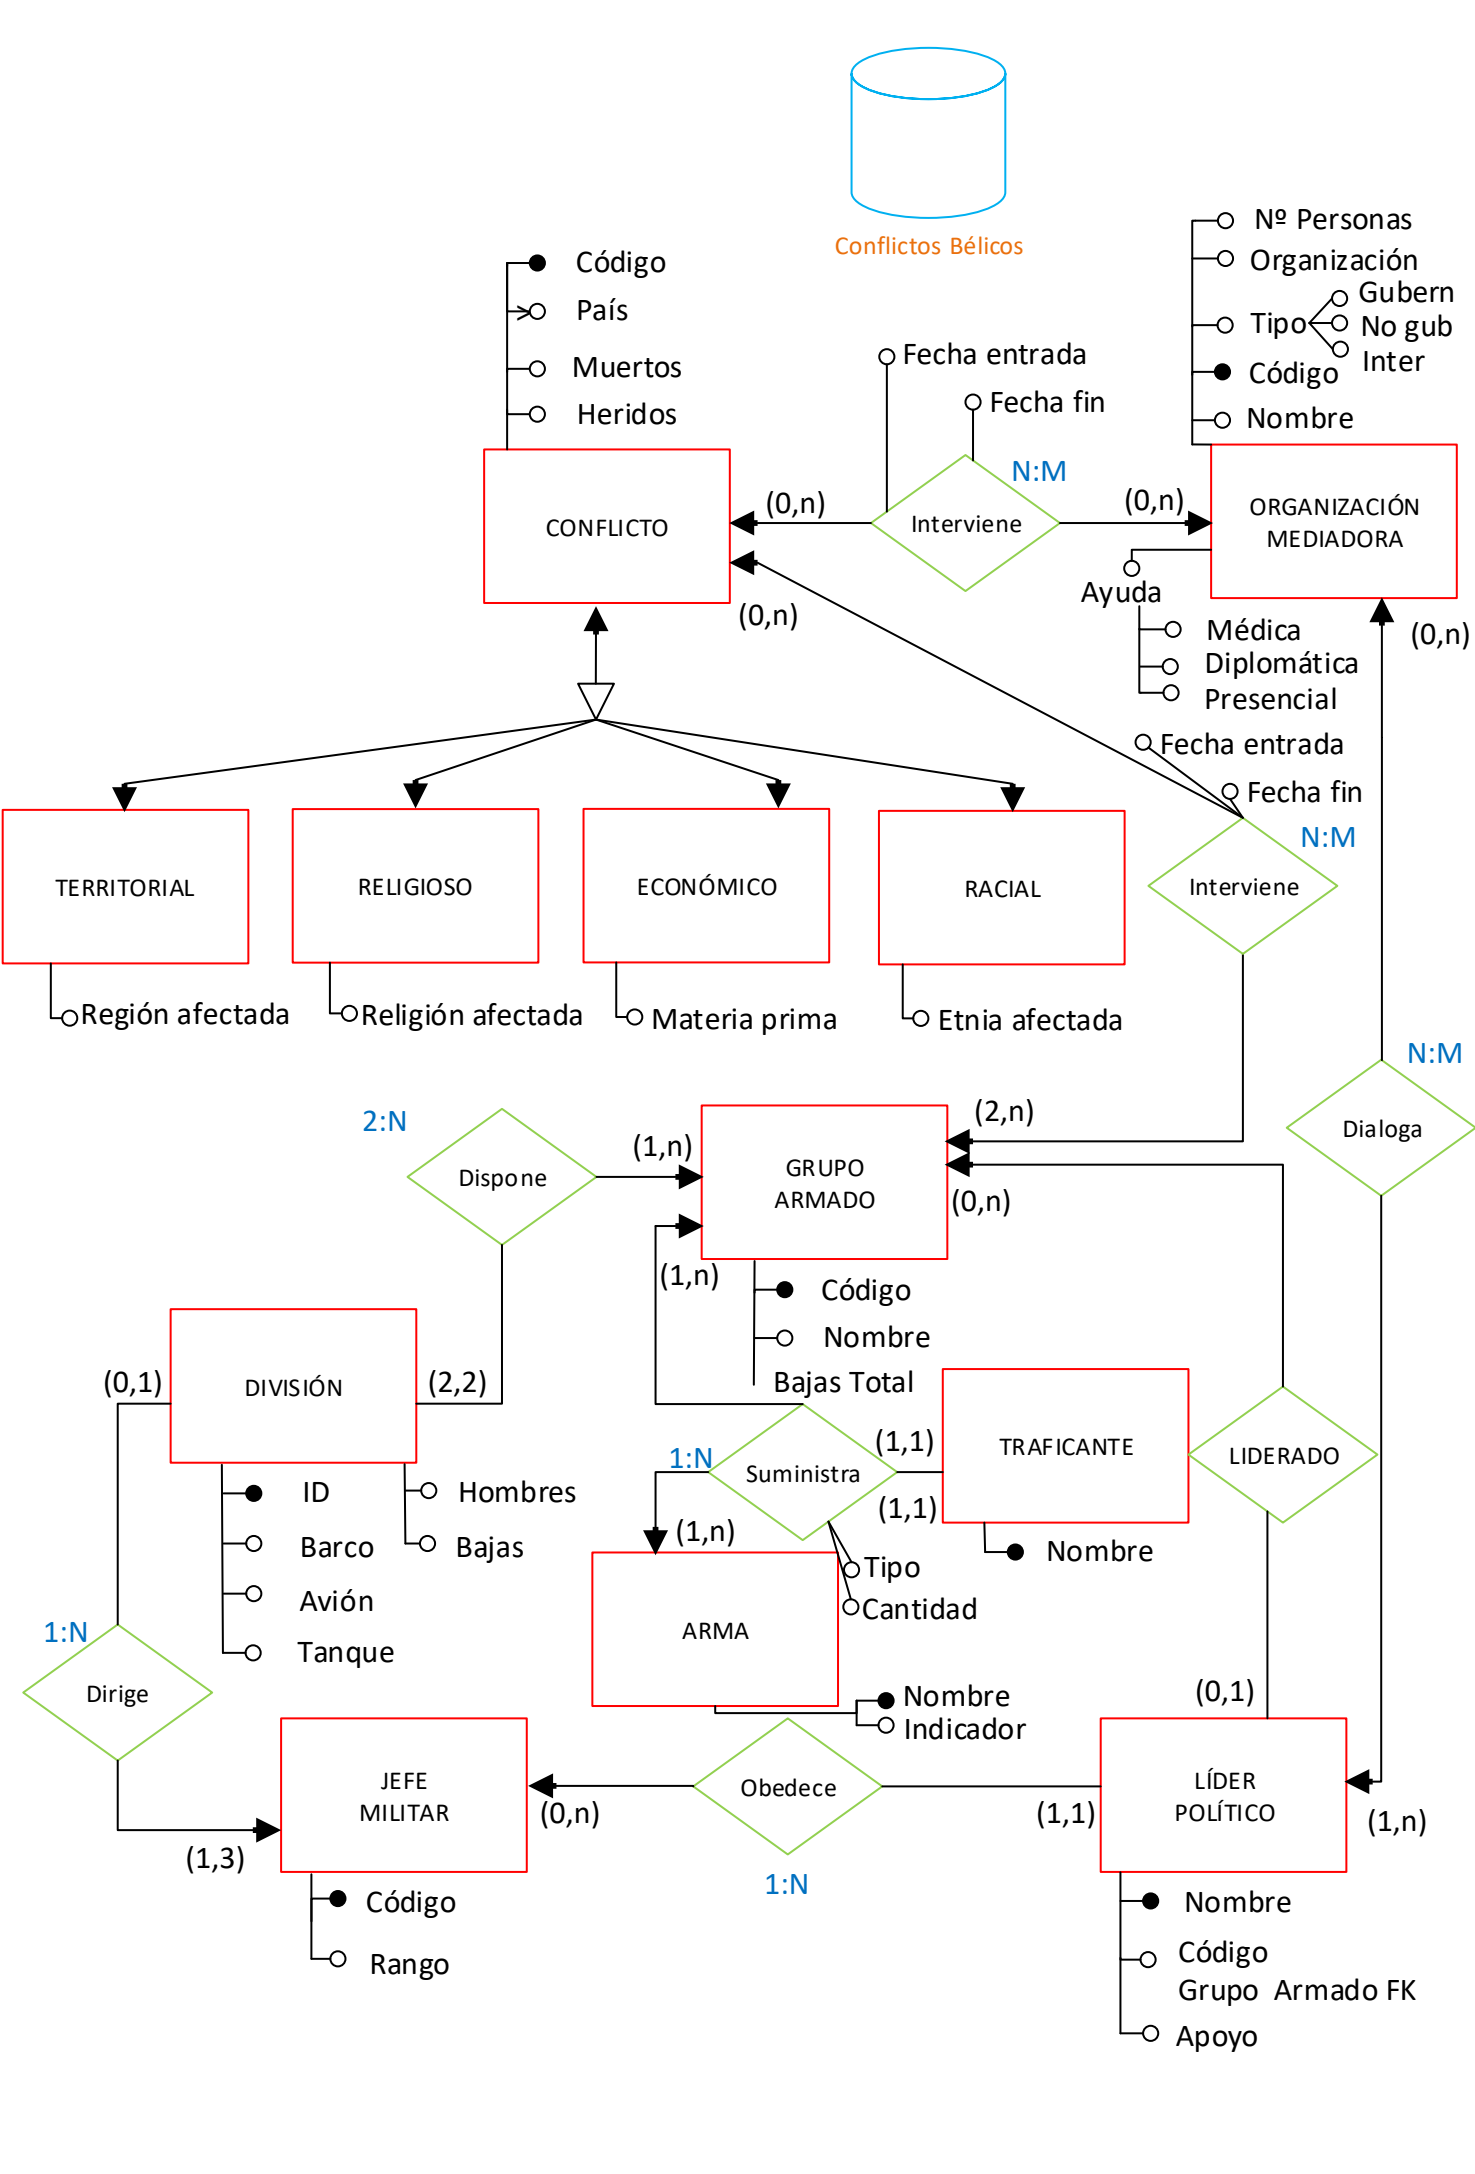 Conflictos Bélicos
Código
País
Muertos
Heridos
CONFLICTO
Fecha entrada
Fecha fin
N:M
(0,n)
Interviene
(0,n)
Nº Personas
Organización
Tipo
Gubern
No gub
Inter
Código
Nombre
ORGANIZACIÓN
MEDIADORA
(0,n)
Ayuda
Médica
Diplomática
Presencial
(0,n)
Fecha entrada
Fecha fin
N:M
Interviene
TERRITORIAL
RELIGIOSO
ECONÓMICO
RACIAL
Región afectada
Religión afectada
Materia prima
Etnia afectada
N:M
Dialoga
2:N
Dispone
(1,n)
GRUPO
ARMADO
(2,n)
(0,n)
(1,n)
Código
Nombre
Bajas Total
(0,1)
DIVISIÓN
(2,2)
ID
Barco
Avión
Tanque
Hombres
Bajas
1:N
Suministra
(1,1)
(1,1)
TRAFICANTE
Nombre
LIDERADO
(1,n)
Tipo
Cantidad
ARMA
Nombre
Indicador
1:N
Dirige
(1,3)
JEFE
MILITAR
(0,n)
Obedece
1:N
(1,1)
(0,1)
LÍDER
POLÍTICO
(1,n)
Código
Rango
Nombre
Código
Grupo Armado FK
Apoyo